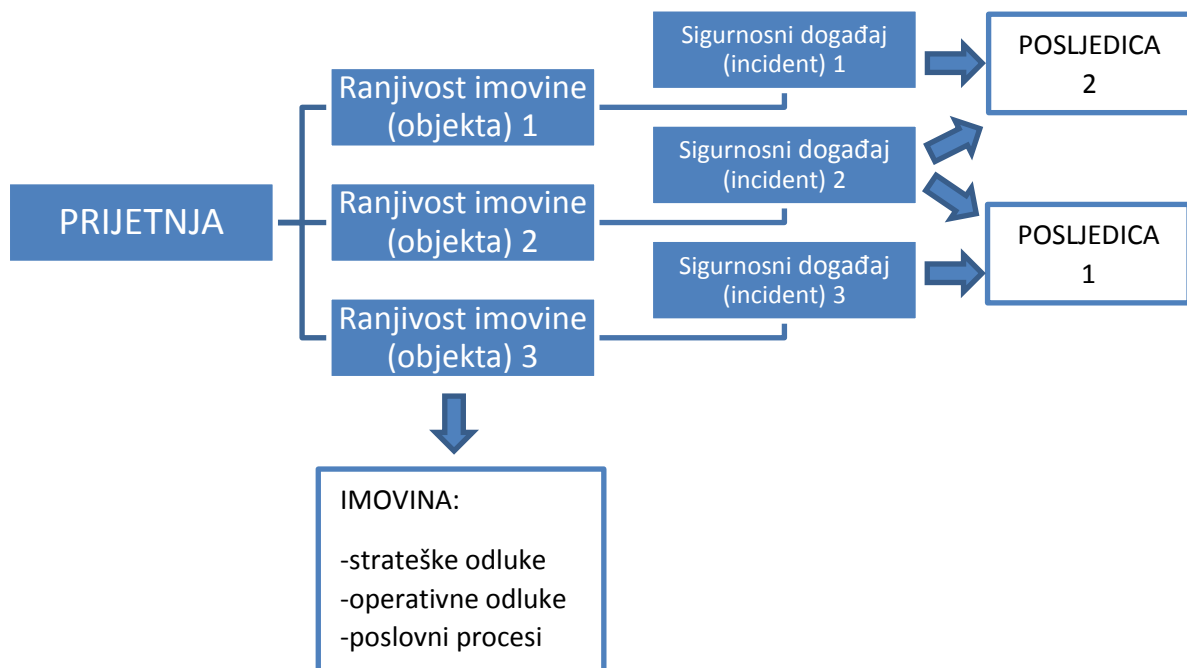 PRIJETNJA
Ranjivost imovine
(objekta) 1
Ranjivost imovine
(objekta) 2
Ranjivost imovine
(objekta) 3
Sigurnosni događaj
(incident) 1
Sigurnosni događaj
(incident) 2
Sigurnosni događaj
(incident) 3
POSLJEDICA
2
POSLJEDICA
1
IMOVINA:
-strateške odluke
-operativne odluke
-poslovni procesi